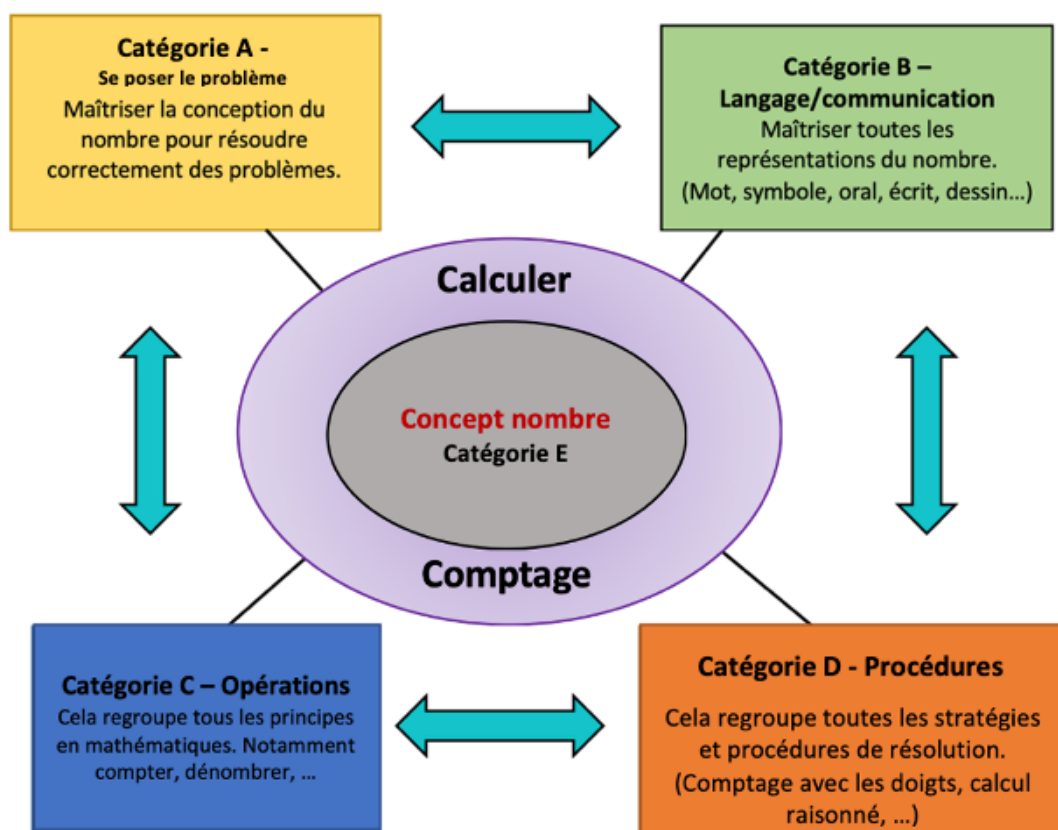 Catégorie A -
Se poser le problème
Maîtriser la conception du
nombre pour résoudre
correctement des problèmes.
Catégorie B –
Langage/communication
Maîtriser toutes les
représentations du nombre.
(Mot, symbole, oral, écrit, dessin…)
Calculer
Concept nombre
Catégorie E
Comptage
Catégorie C – Opérations
Cela regroupe tous les principes
en mathématiques. Notamment
compter, dénombrer, …
Catégorie D - Procédures
Cela regroupe toutes les stratégies
et procédures de résolution.
(Comptage avec les doigts, calcul
raisonné, …)